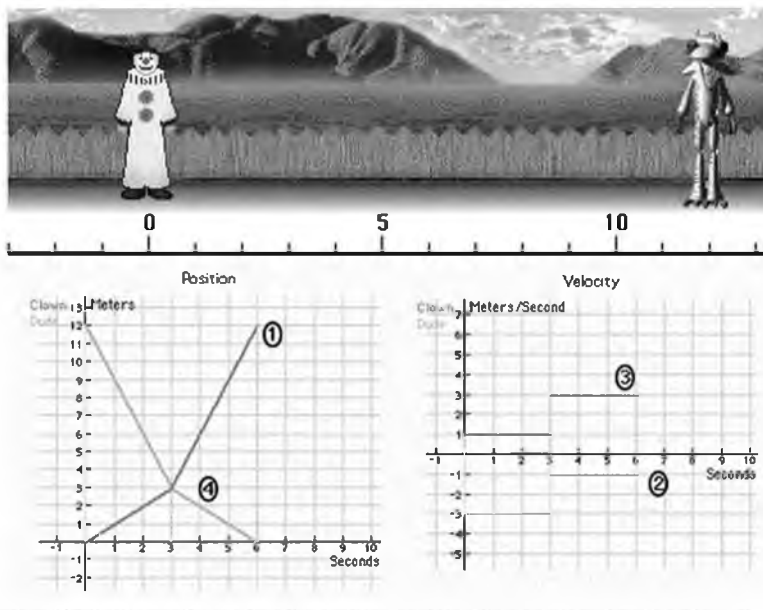 0 5 10
Position
Velocity
Clown Meters
Dude
13
12
11
10
9
8
7
6
5
4
3
2
1
-1
-2
-1 1 2 3 4 5 6 7 8 9 10
Seconds
① 
④
Clown Meters/Second
Dude
7
6
5
4
3
2
1
-1
-2
-3
-5
-1 1 2 3 4 5 6 7 8 9 10
Seconds
③
②